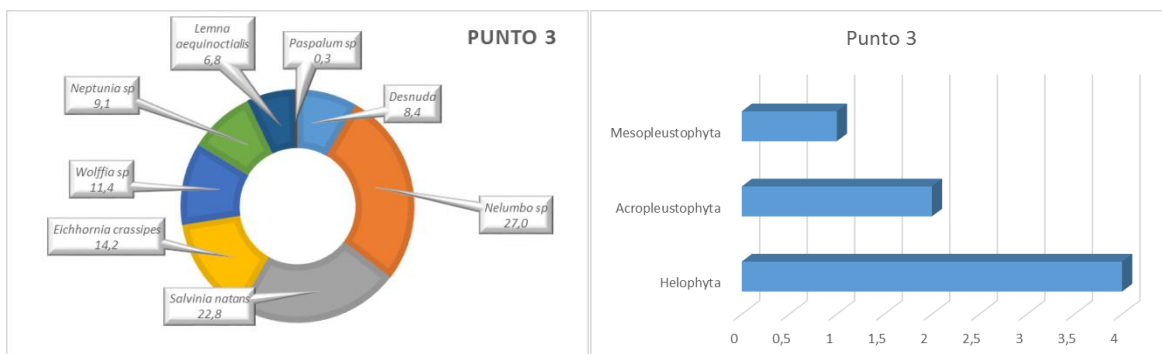 PUNTO 3
Lemna
aequinoctialis
6,8
Paspalum sp
0,3
Neptunia sp
9,1
Desnuda
8,4
Wolffia sp
11,4
Nelumbo sp
27,0
Eichhornia crassipes
14,2
Salvinia natans
22,8
Punto 3
Mesopleustophyta
Acropleustophyta
Helophyta
0 0,5 1 1,5 2 2,5 3 3,5 4